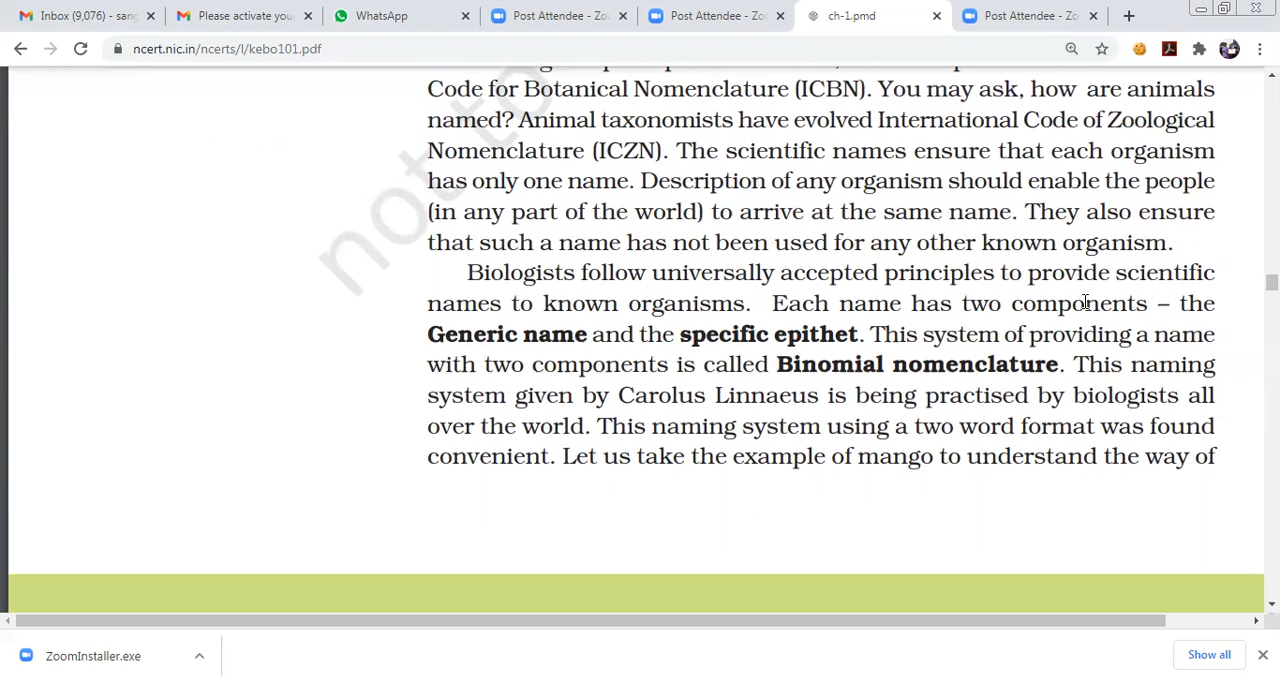 Inbox (9,076) - sang
Please activate you
WhatsApp
Post Attendee - Zo
Post Attendee - Zo
ch-1.pmd
Post Attendee - Zo
ncert.nic.in/ncerts/l/kebo101.pdf
Code for Botanical Nomenclature (ICBN). You may ask, how are animals
named? Animal taxonomists have evolved International Code of Zoological
Nomenclature (ICZN). The scientific names ensure that each organism
has only one name. Description of any organism should enable the people
(in any part of the world) to arrive at the same name. They also ensure
that such a name has not been used for any other known organism.
Biologists follow universally accepted principles to provide scientific
names to known organisms. Each name has two components – the
Generic name and the specific epithet. This system of providing a name
with two components is called Binomial nomenclature. This naming
system given by Carolus Linnaeus is being practised by biologists all
over the world. This naming system using a two word format was found
convenient. Let us take the example of mango to understand the way of
not to
ZoomInstaller.exe
Show all